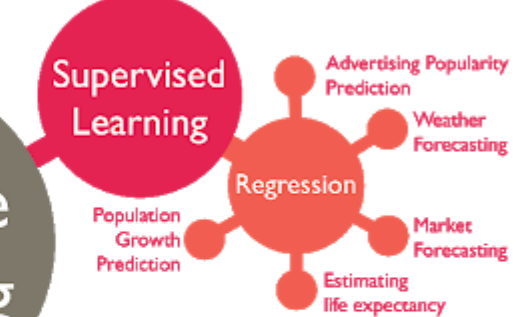 Supervised
Learning
Advertising Popularity
Prediction
Weather
Forecasting
Regression
Population
Growth
Prediction
Market
Forecasting
Estimating
life expectancy